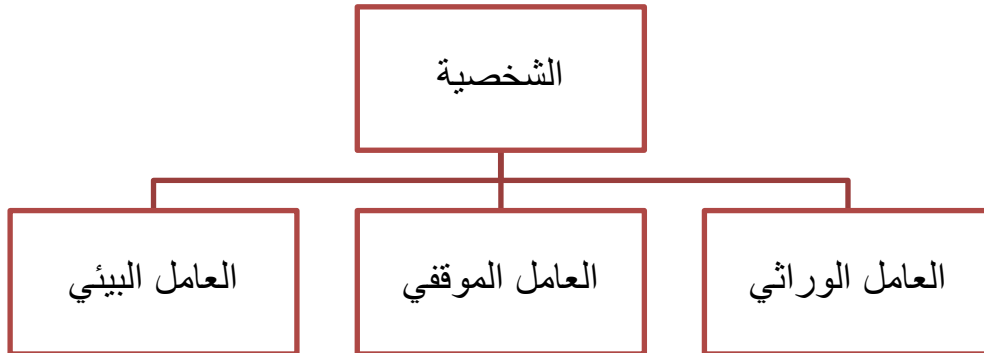 الشخصية
العامل الوراثي
العامل الموقفي
العامل البيئي